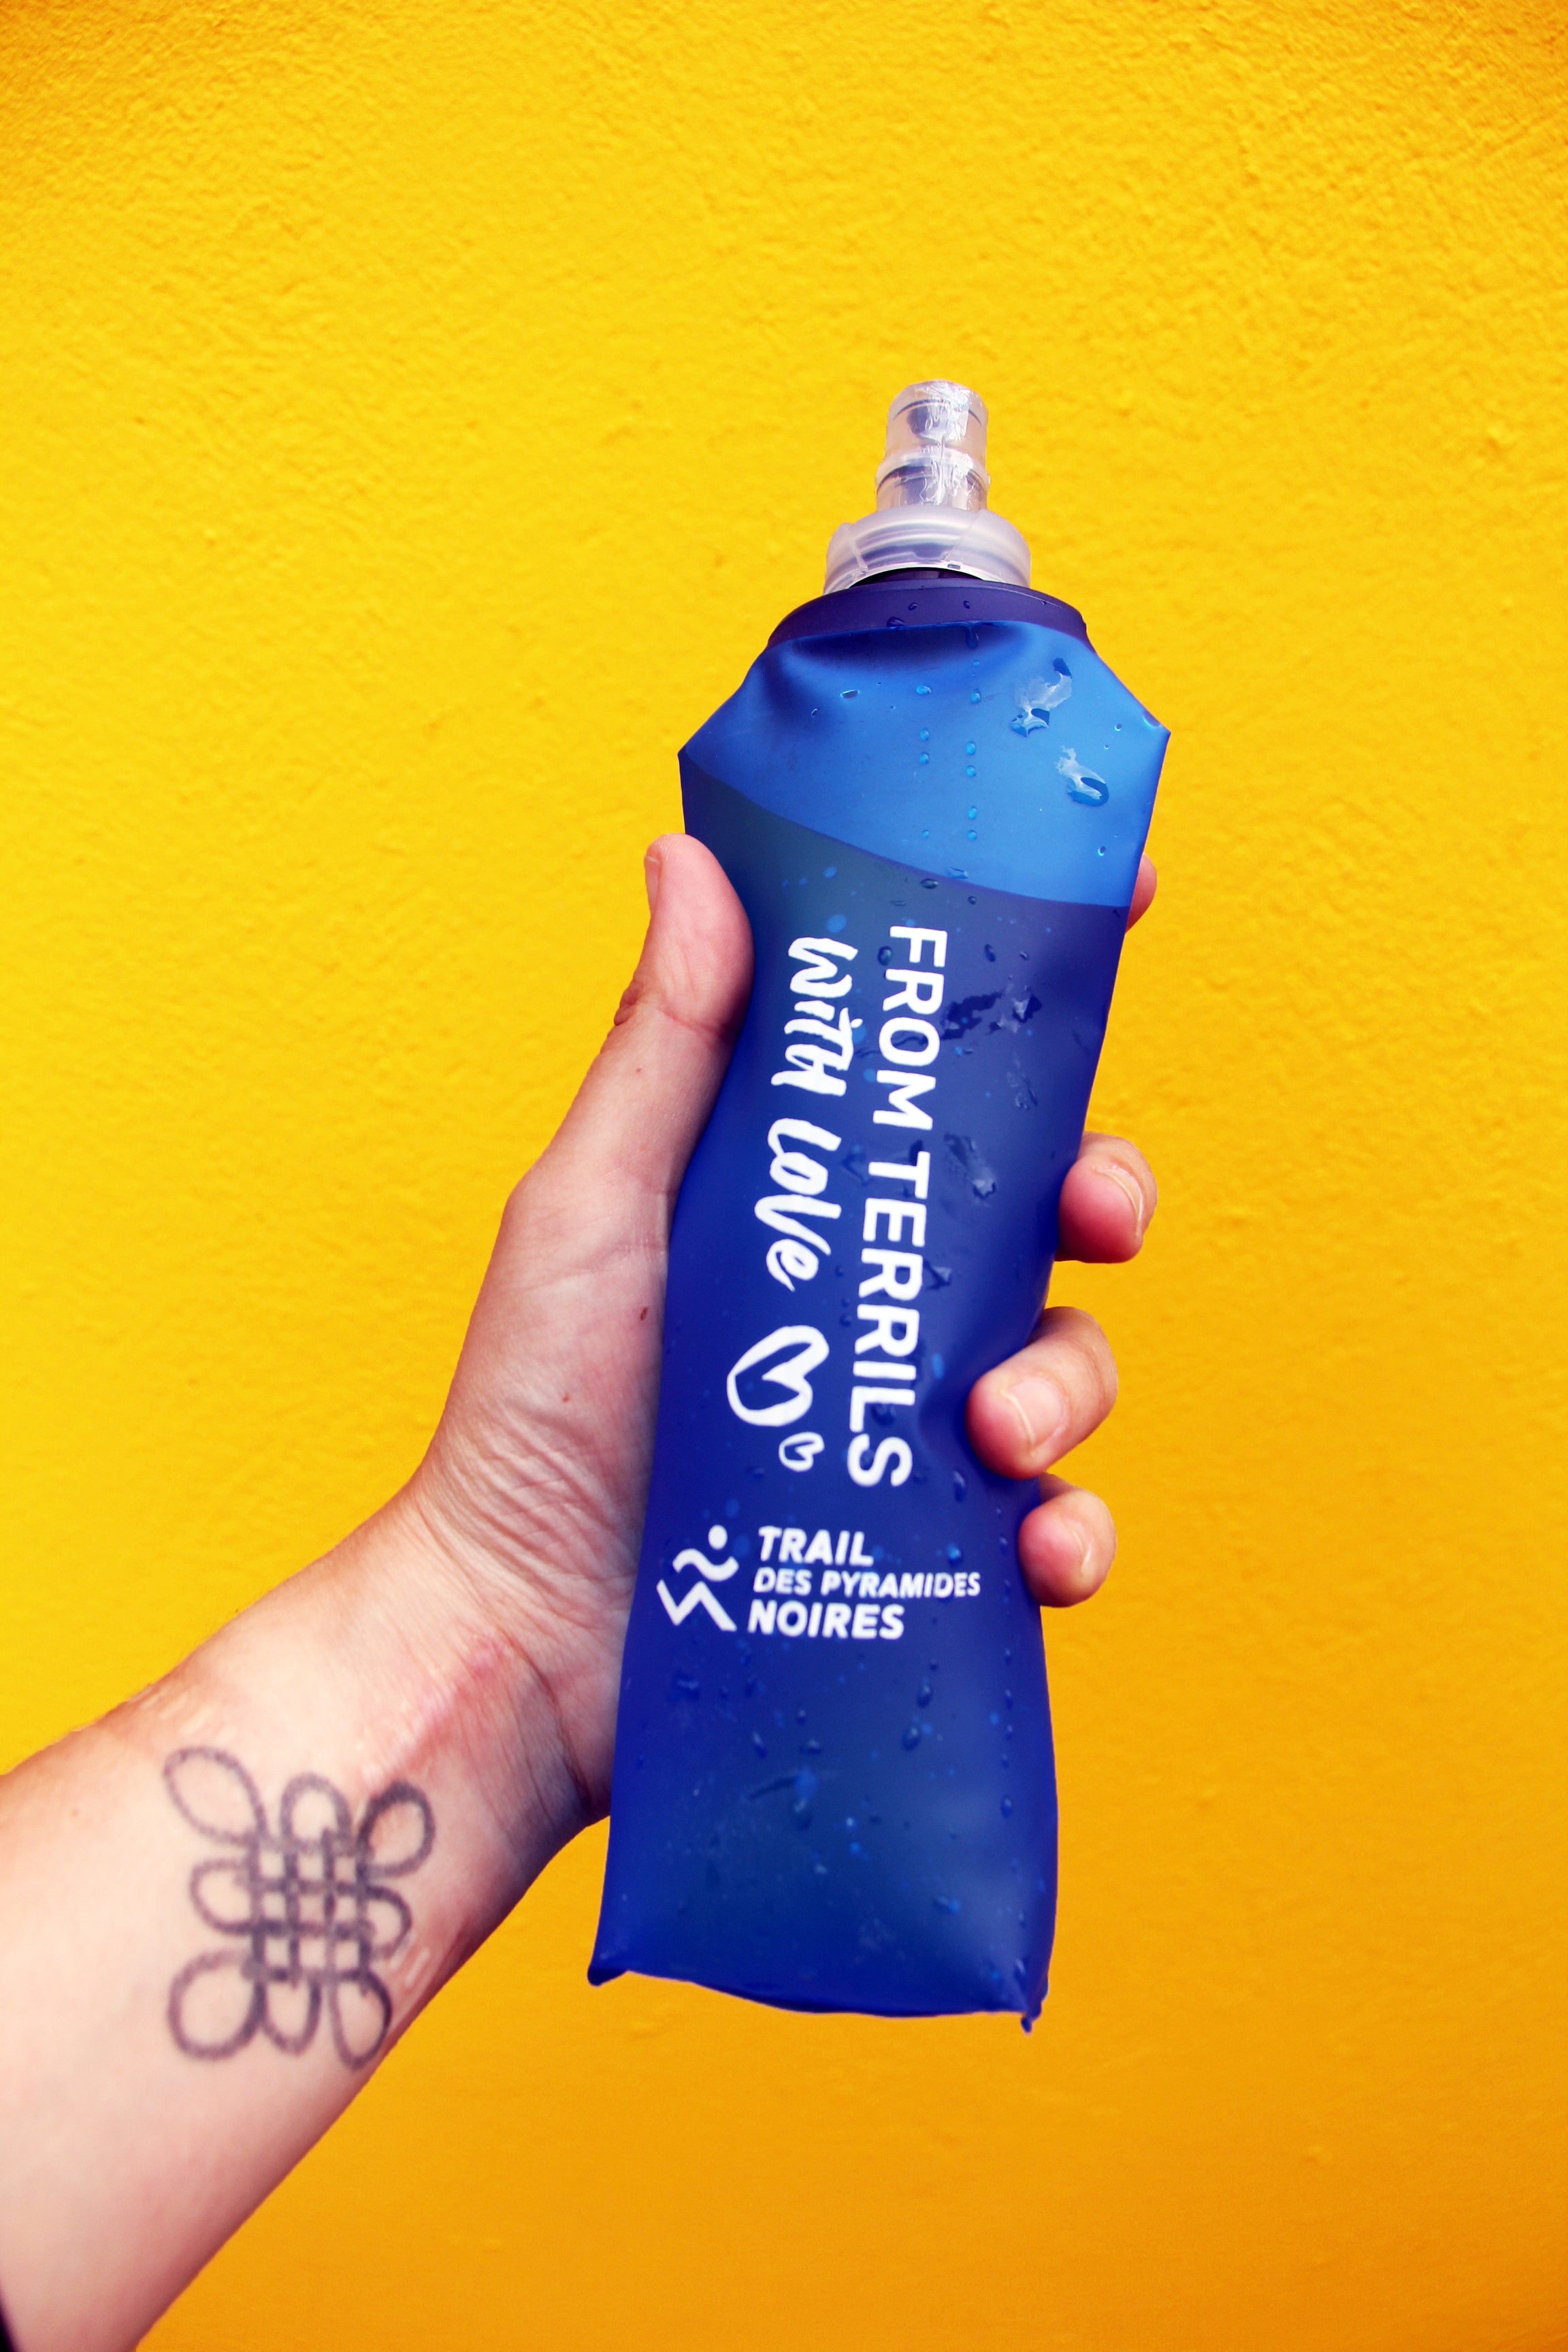 FROM TERRILS
WITH LOVE
TRAIL
DES PYRAMIDES
NOIRES